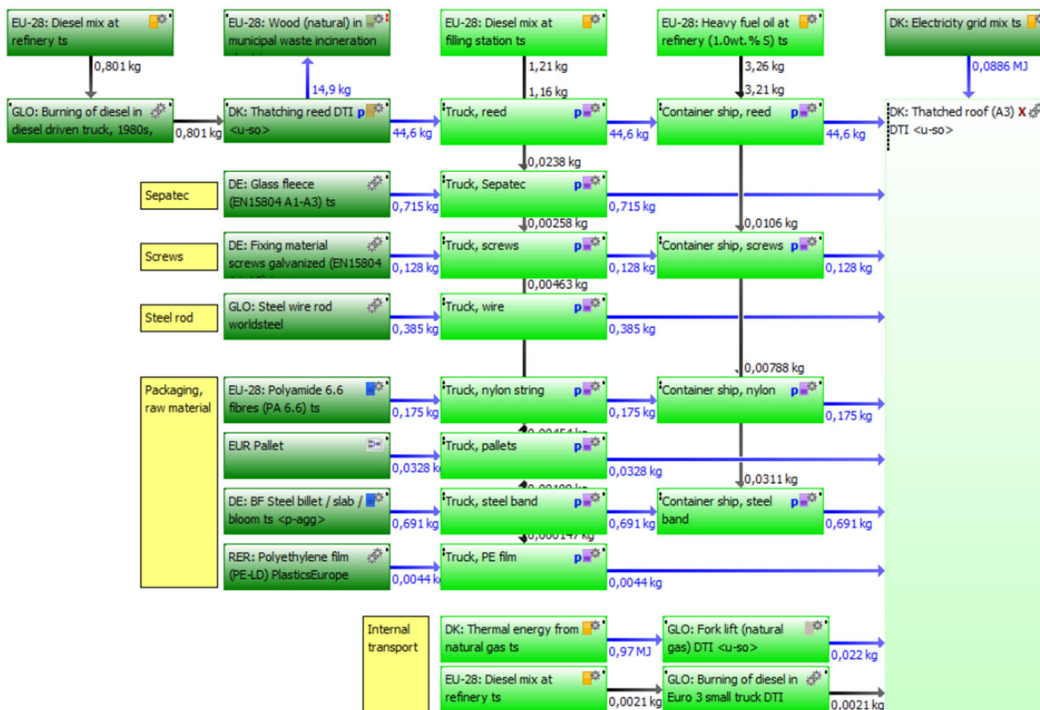 EU-28: Diesel mix at
refinery ts
EU-28: Wood (natural) in
municipal waste incineration
EU-28: Diesel mix at
filling station ts
EU-28: Heavy fuel oil at
refinery (1.0wt.% S) ts
DK: Electricity grid mix ts
0,801 kg
14,9 kg
1,21 kg
1,16 kg
3,26 kg
3,21 kg
0,0886 MJ
GLO: Burning of diesel in
diesel driven truck, 1980s,
0,801 kg
DK: Thatching reed DTI p
<u-so>
44,6 kg
Truck, reed p
44,6 kg
Container ship, reed p
44,6 kg
DK: Thatched roof (A3) X
DTI <u-so>
0,0238 kg
Sepatec
DE: Glass fleece
(EN15804 A1-A3) ts
0,715 kg
Truck, Sepatec p
0,715 kg
0,00258 kg
0,0106 kg
Screws
DE: Fixing material
screws galvanized (EN15804
0,128 kg
Truck, screws p
0,128 kg
Container ship, screws p
0,128 kg
0,00463 kg
Steel rod
GLO: Steel wire rod
worldsteel
0,385 kg
Truck, wire p
0,385 kg
0,00788 kg
Packaging,
raw material
EU-28: Polyamide 6.6
fibres (PA 6.6) ts
0,175 kg
Truck, nylon string p
0,175 kg
Container ship, nylon p
0,175 kg
EUR Pallet
0,0328 kg
Truck, pallets p
0,0328 kg
0,0311 kg
DE: BF Steel billet / slab /
bloom ts <p-agg>
0,691 kg
Truck, steel band p
0,691 kg
Container ship, steel p
band
0,691 kg
RER: Polyethylene film
(PE-LD) PlasticsEurope
0,0044 kg
Truck, PE film p
0,0044 kg
Internal
transport
DK: Thermal energy from
natural gas ts
0,97 MJ
GLO: Fork lift (natural
gas) DTI <u-so>
0,022 kg
EU-28: Diesel mix at
refinery ts
0,0021 kg
GLO: Burning of diesel in
Euro 3 small truck DTI
0,0021 kg